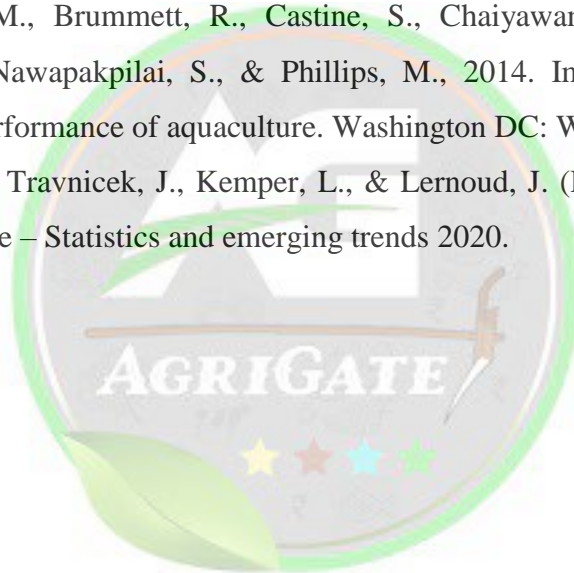 M., Brummett, R., Castine, S., Chaiyawan
Nawapakpilai, S., & Phillips, M., 2014. In
rformance of aquaculture. Washington DC: W
Travnicek, J., Kemper, L., & Lernoud, J. (
e – Statistics and emerging trends 2020.
AGRIGATE